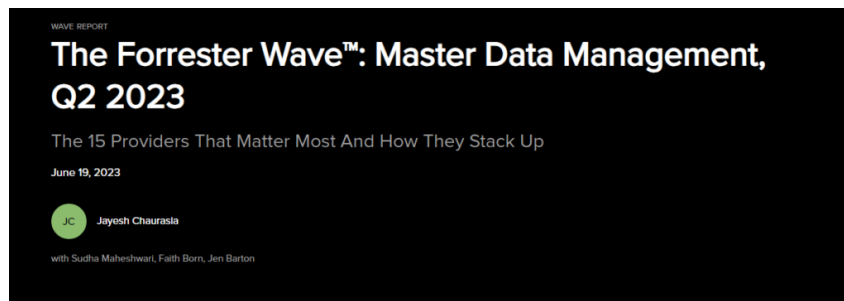 WAVE REPORT
The Forrester Wave™: Master Data Management,
Q2 2023
The 15 Providers That Matter Most And How They Stack Up
June 19, 2023
JC
Jayesh Chaurasia
with Sudha Maheshwari, Faith Born, Jen Barton